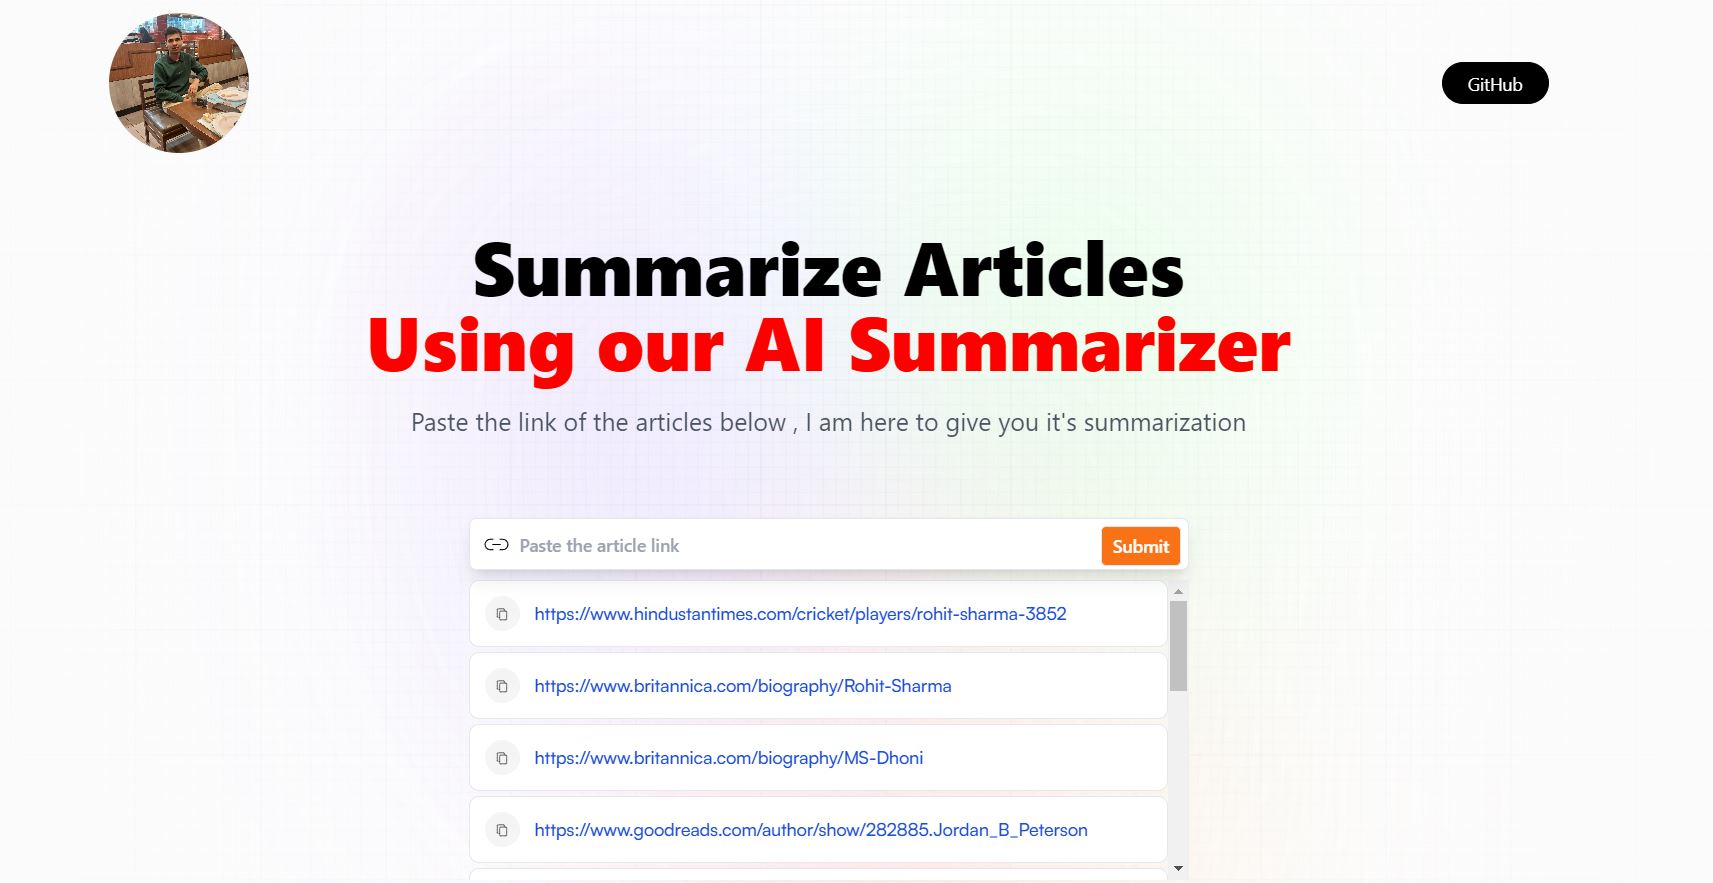 GitHub
Summarize Articles
Using our AI Summarizer
Paste the link of the articles below , I am here to give you it's summarization
Paste the article link
Submit
https://www.hindustantimes.com/cricket/players/rohit-sharma-3852
https://www.britannica.com/biography/Rohit-Sharma
https://www.britannica.com/biography/MS-Dhoni
https://www.goodreads.com/author/show/282885.Jordan_B_Peterson